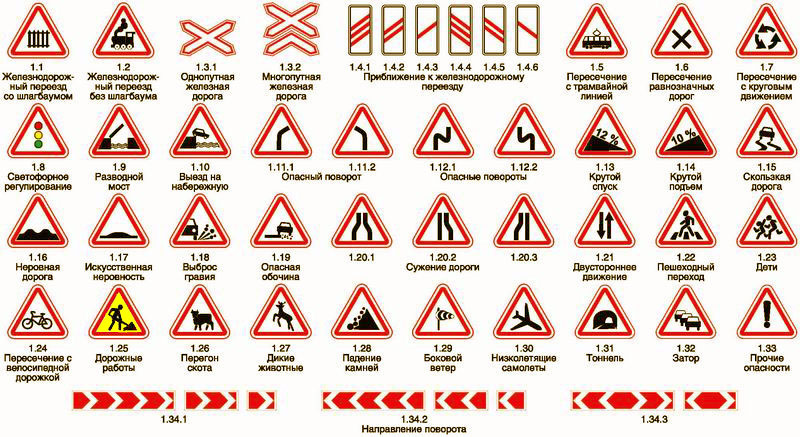 1.1
Железнодорож-
ный переезд
со шлагбаумом
1.2
Железнодорож-
ный переезд
без шлагбаума
1.3.1
Однопутная
железная
дорога
1.3.2
Многопутная
железная
дорога
1.4.1 1.4.2 1.4.3 1.4.4 1.4.5 1.4.6
Приближение к железнодорожному
переезду
1.5
Пересечение
с трамвайной
линией
1.6
Пересечение
равнозначных
дорог
1.7
Пересечение
с круговым
движением
1.8
Светофорное
регулирование
1.9
Разводной
мост
1.10
Выезд на
набережную
1.11.1 1.11.2
Опасный поворот
1.12.1 1.12.2
Опасные повороты
12 %
1.13
Крутой
спуск
10 %
1.14
Крутой
подъем
1.15
Скользкая
дорога
1.16
Неровная
дорога
1.17
Искусственная
неровность
1.18
Выброс
гравия
1.19
Опасная
обочина
1.20.1 1.20.2 1.20.3
Сужение дороги
1.21
Двустороннее
движение
1.22
Пешеходный
переход
1.23
Дети
1.24
Пересечение с
велосипедной
дорожкой
1.25
Дорожные
работы
1.26
Перегон
скота
1.27
Дикие
животные
1.28
Падение
камней
1.29
Боковой
ветер
1.30
Низколетящие
самолеты
1.31
Тоннель
1.32
Затор
1.33
Прочие
опасности
1.34.1 1.34.2 1.34.3
Направление поворота